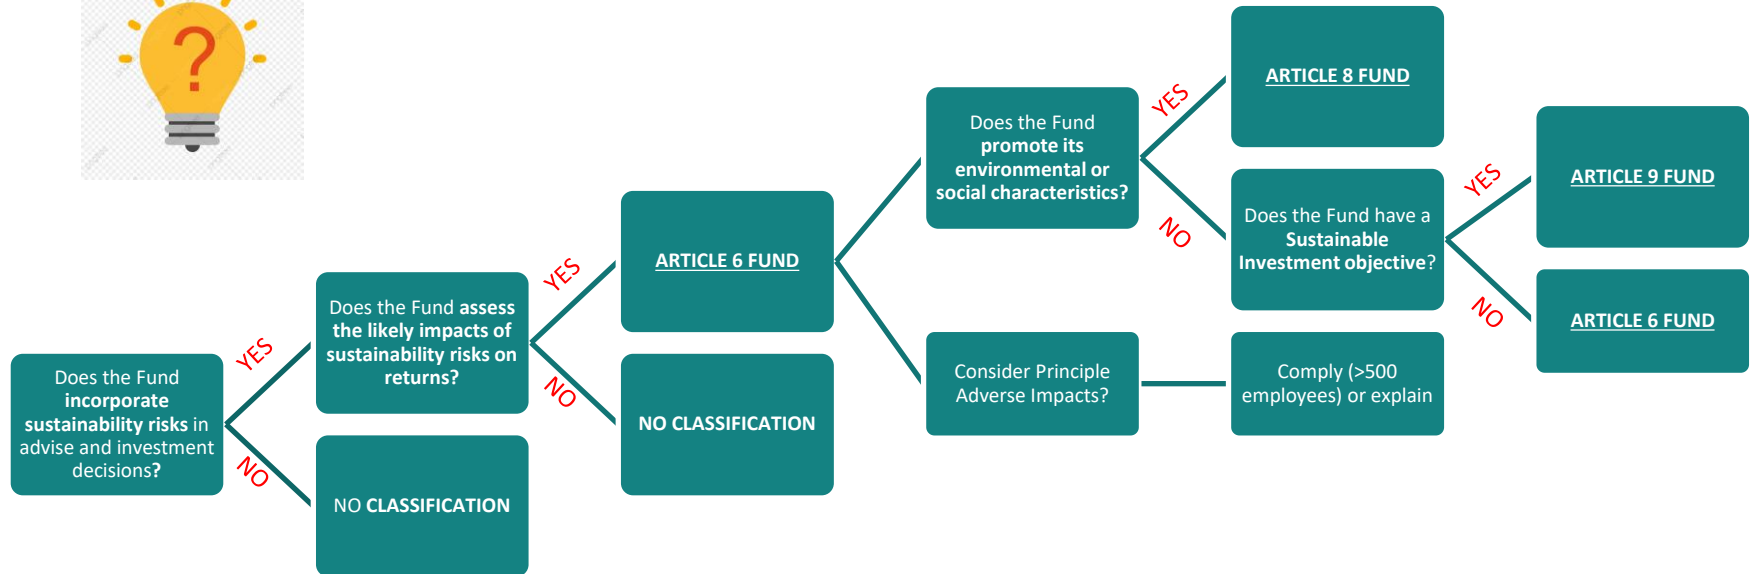 ?
Does the Fund
incorporate
sustainability risks in
advise and investment
decisions?
YES
NO
Does the Fund assess
the likely impacts of
sustainability risks on
returns?
NO CLASSIFICATION
YES
NO
ARTICLE 6 FUND
NO CLASSIFICATION
Does the Fund
promote its
environmental or
social characteristics?
Consider Principle
Adverse Impacts?
YES
NO
ARTICLE 8 FUND
Does the Fund have a
Sustainable
Investment objective?
Comply (>500
employees) or explain
YES
NO
ARTICLE 9 FUND
ARTICLE 6 FUND